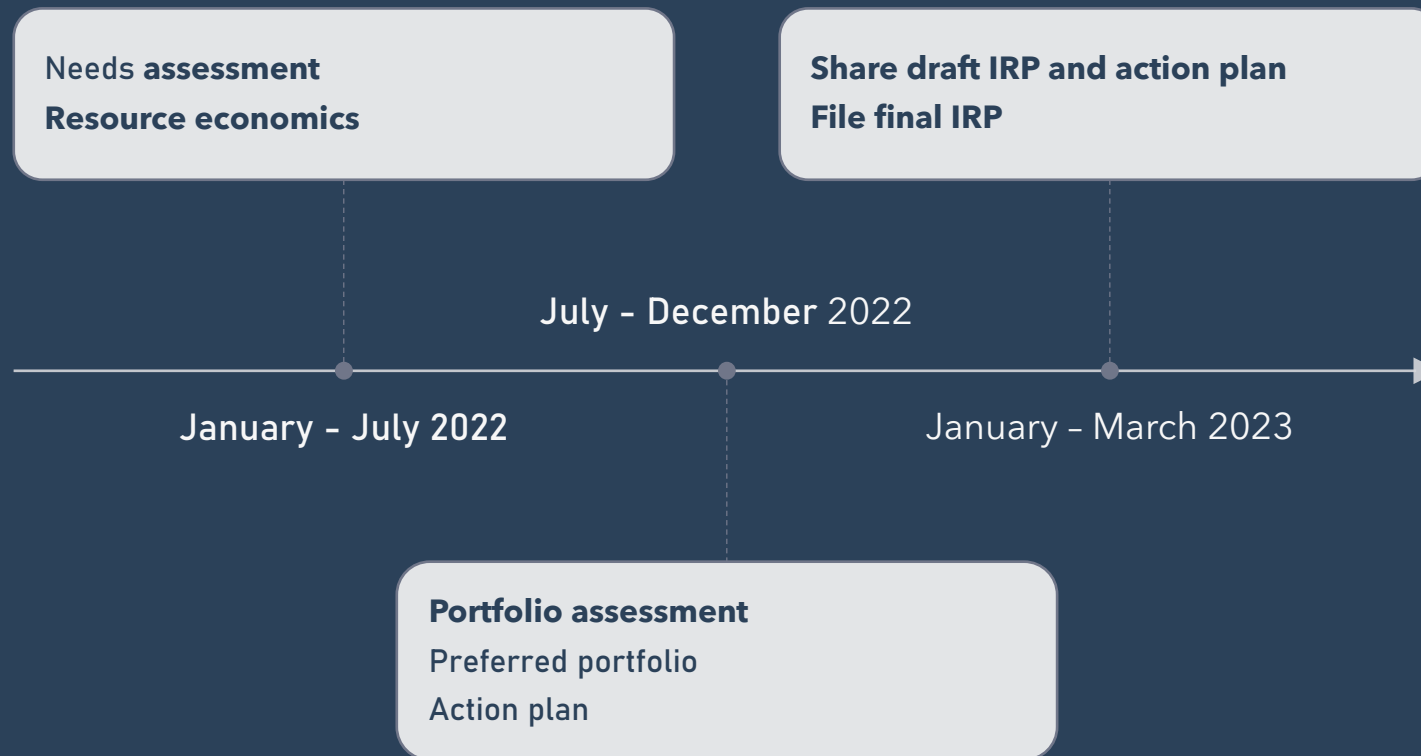 Needs assessment
Resource economics
Share draft IRP and action plan
File final IRP
July – December 2022
January – July 2022
January – March 2023
Portfolio assessment
Preferred portfolio
Action plan